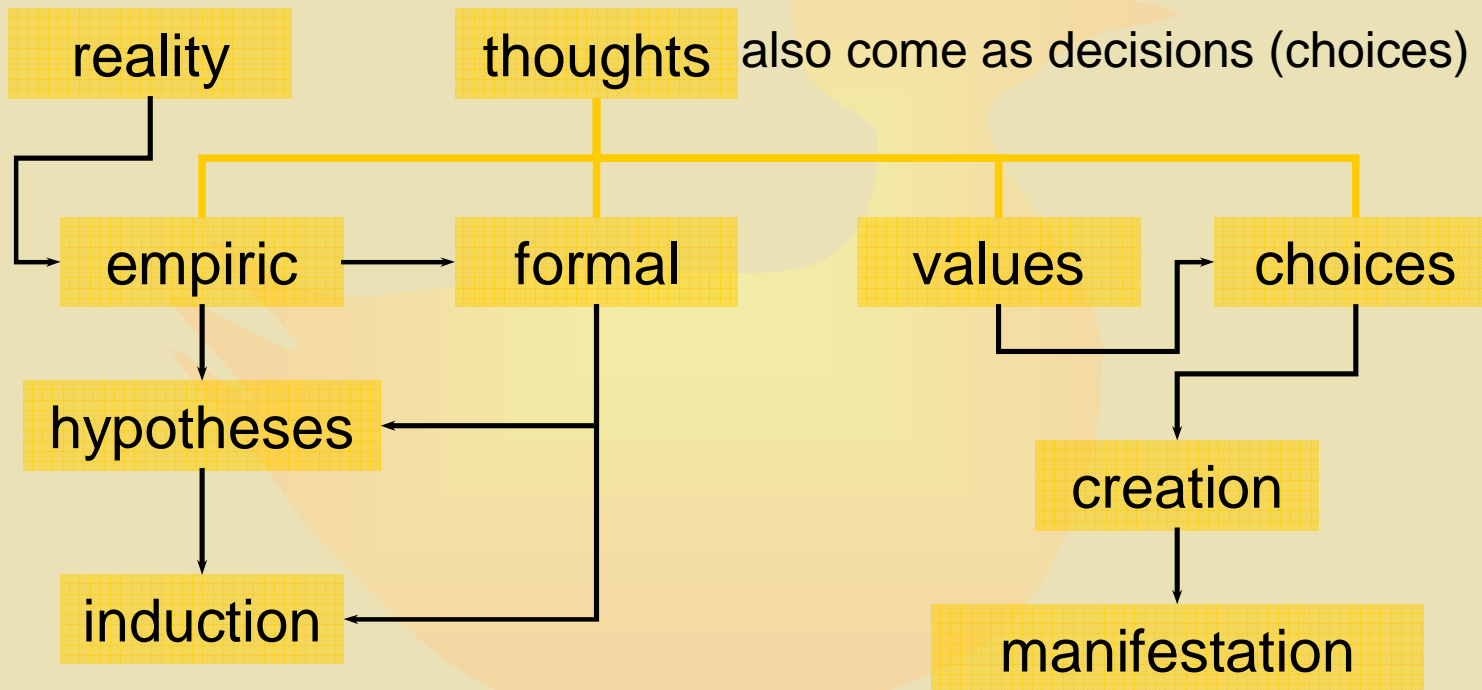 reality
thoughts also come as decisions (choices)
empiric
formal
values
choices
hypotheses
creation
induction
manifestation